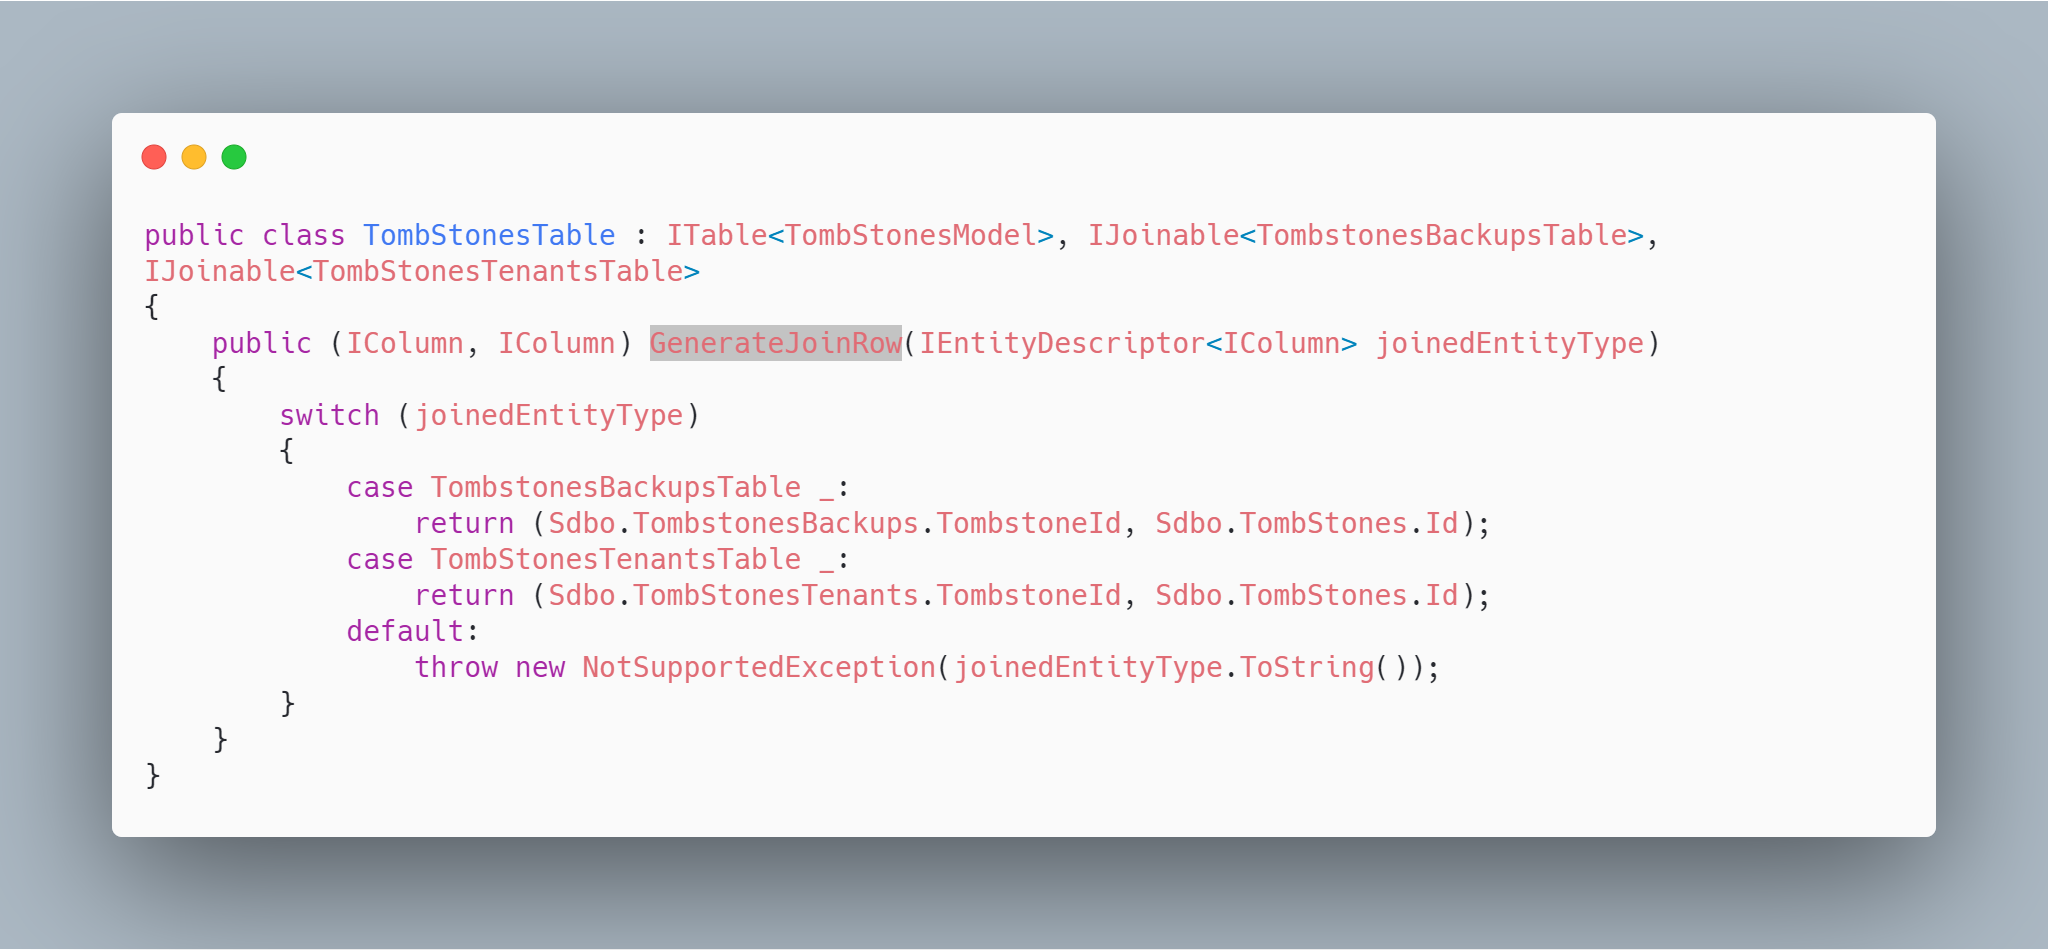 public class TombStonesTable : ITable<TombStonesModel>, IJoinable<TombstonesBackupsTable>,
IJoinable<TombStonesTenantsTable>
{
    public (IColumn, IColumn) GenerateJoinRow(IEntityDescriptor<IColumn> joinedEntityType)
    {
        switch (joinedEntityType)
        {
            case TombstonesBackupsTable _:
                return (Sdbo.TombstonesBackups.TombstoneId, Sdbo.TombStones.Id);
            case TombStonesTenantsTable _:
                return (Sdbo.TombStonesTenants.TombstoneId, Sdbo.TombStones.Id);
            default:
                throw new NotSupportedException(joinedEntityType.ToString());
        }
    }
}